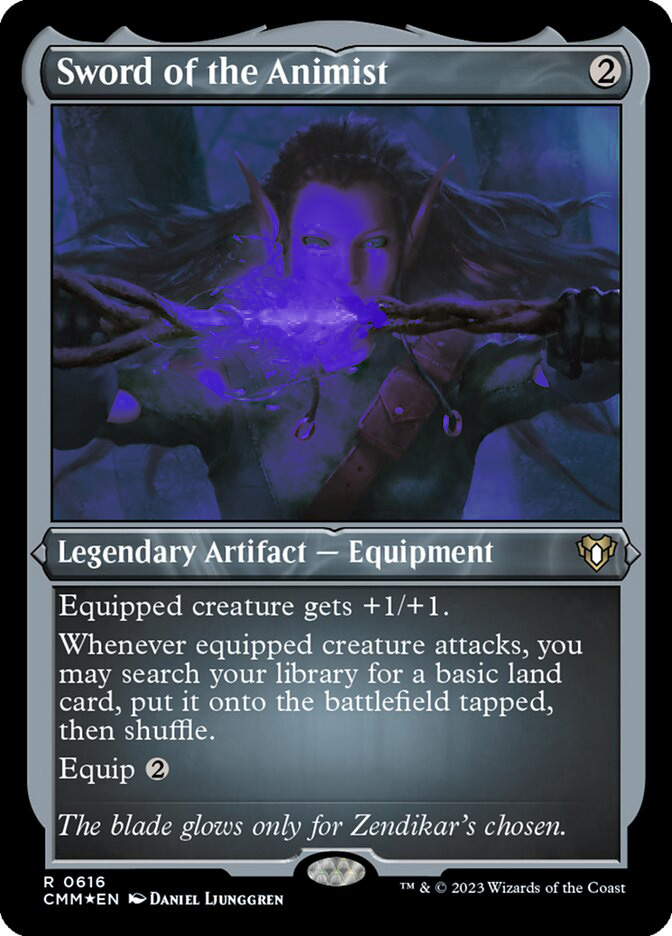 Sword of the Animist 2
Legendary Artifact — Equipment
Equipped creature gets +1/+1.
Whenever equipped creature attacks, you
may search your library for a basic land
card, put it onto the battlefield tapped,
then shuffle.
Equip 2
The blade glows only for Zendikar's chosen.
R 0616
CMM★EN Daniel Ljunggren
™ & © 2023 Wizards of the Coast